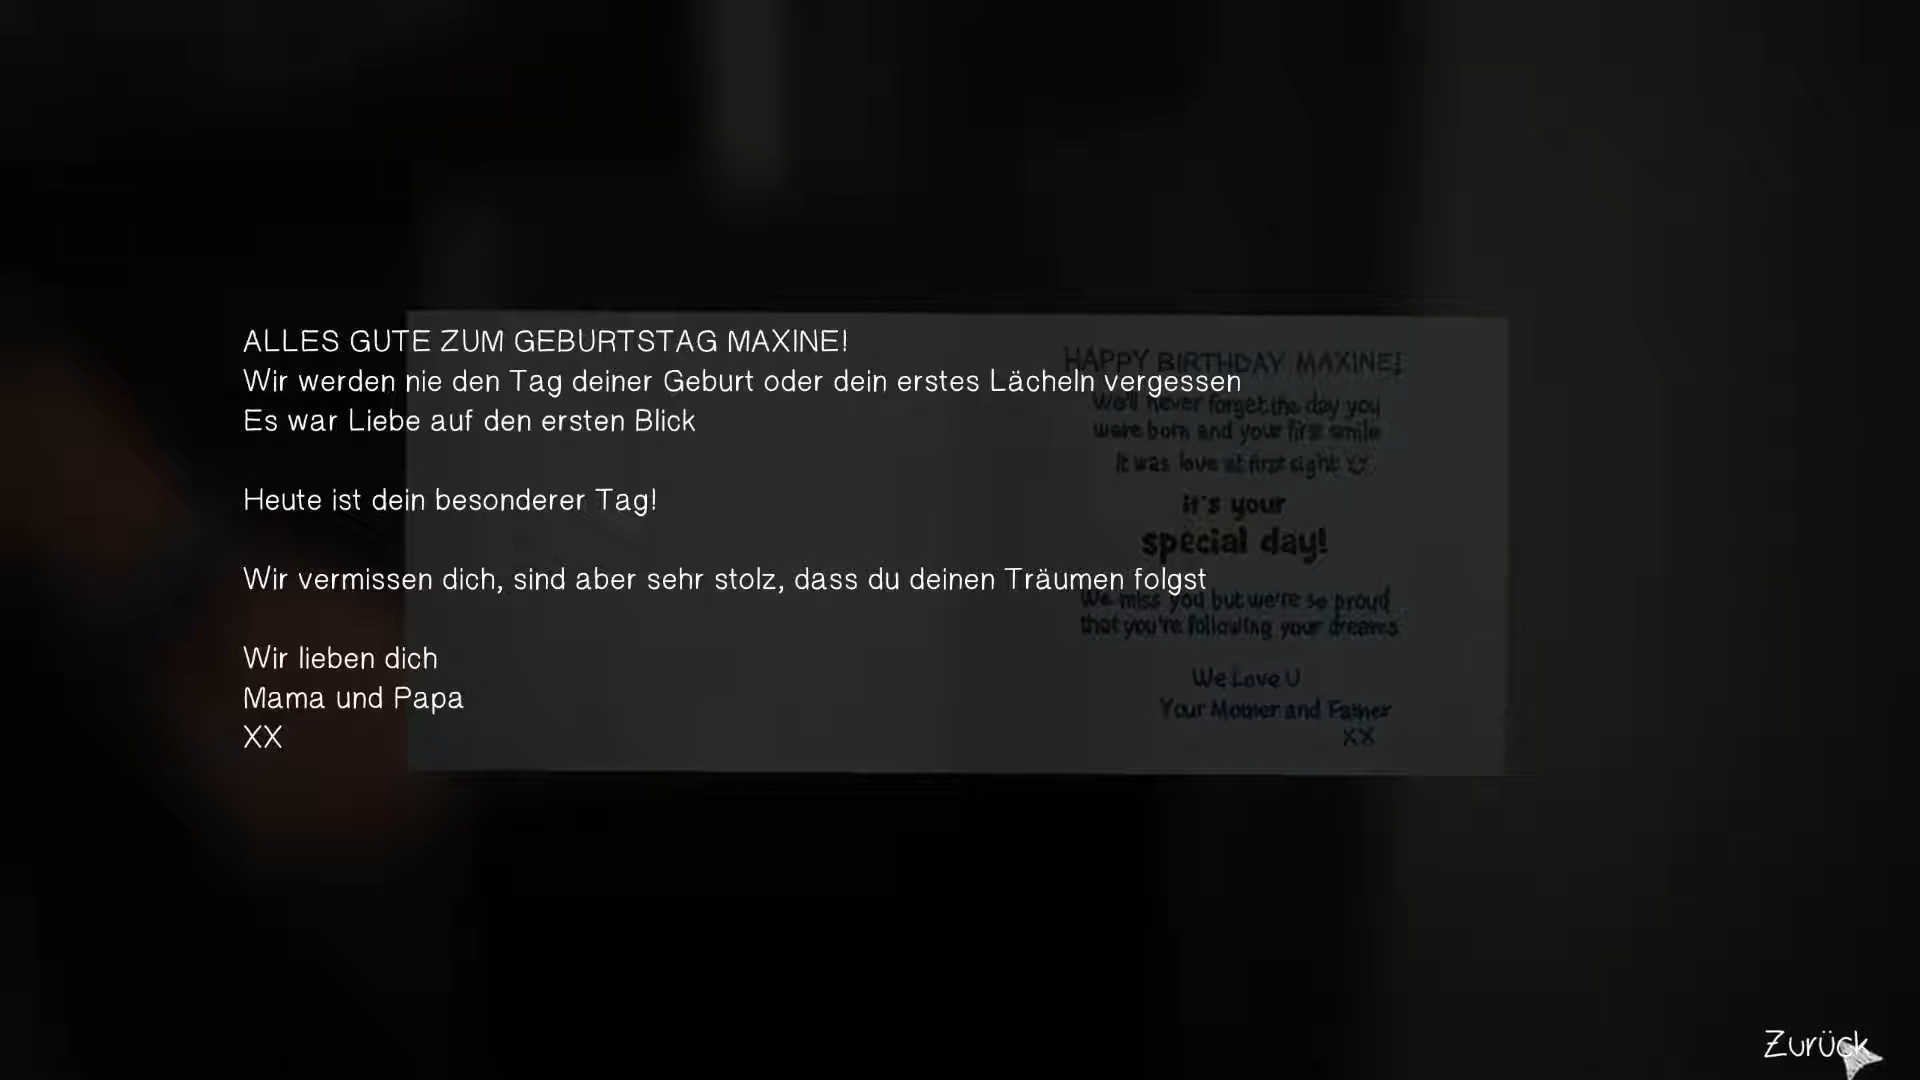 ALLES GUTE ZUM GEBURTSTAG MAXINE!
Wir werden nie den Tag deiner Geburt oder dein erstes Lächeln vergessen
Es war Liebe auf den ersten Blick
Heute ist dein besonderer Tag!
Wir vermissen dich, sind aber sehr stolz, dass du deinen Träumen folgst
Wir lieben dich
Mama und Papa
XX
HAPPY BIRTHDAY MAXINE!
We'll never forget the day you
were born and your first smile
It was love at first sight
it's your
special day!
We miss you but we're so proud
that you're following your dreams
We Love U
Your Mother and Father
XX
Zurück